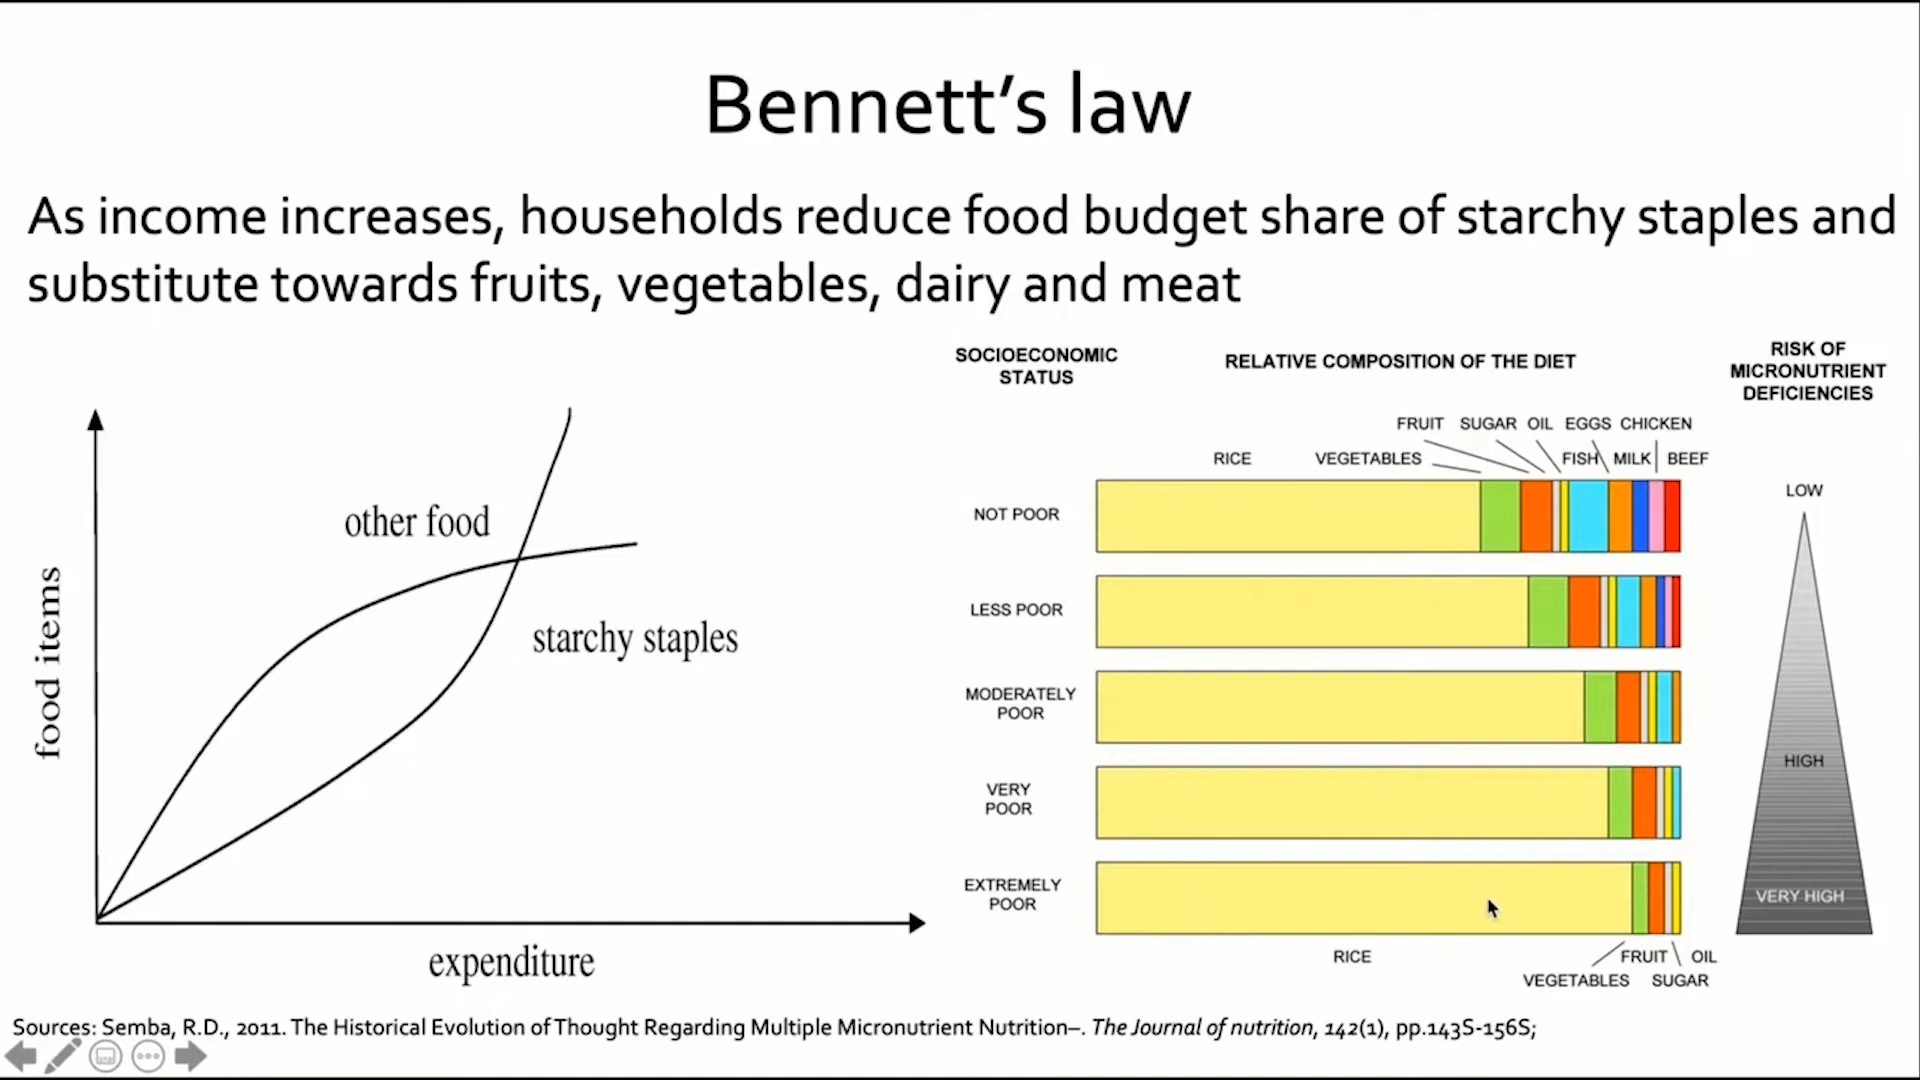 Bennett's law
As income increases, households reduce food budget share of starchy staples and
substitute towards fruits, vegetables, dairy and meat
food items
other food
starchy staples
expenditure
SOCIOECONOMIC
STATUS
RELATIVE COMPOSITION OF THE DIET
RISK OF
MICRONUTRIENT
DEFICIENCIES
FRUIT SUGAR OIL EGGS CHICKEN
RICE VEGETABLES FISH MILK BEEF
NOT POOR
LESS POOR
MODERATELY
POOR
VERY
POOR
EXTREMELY
POOR
LOW
HIGH
VERY HIGH
RICE FRUIT OIL
VEGETABLES SUGAR
Sources: Semba, R.D., 2011. The Historical Evolution of Thought Regarding Multiple Micronutrient Nutrition–. The Journal of nutrition, 142(1), pp.143S-156S;